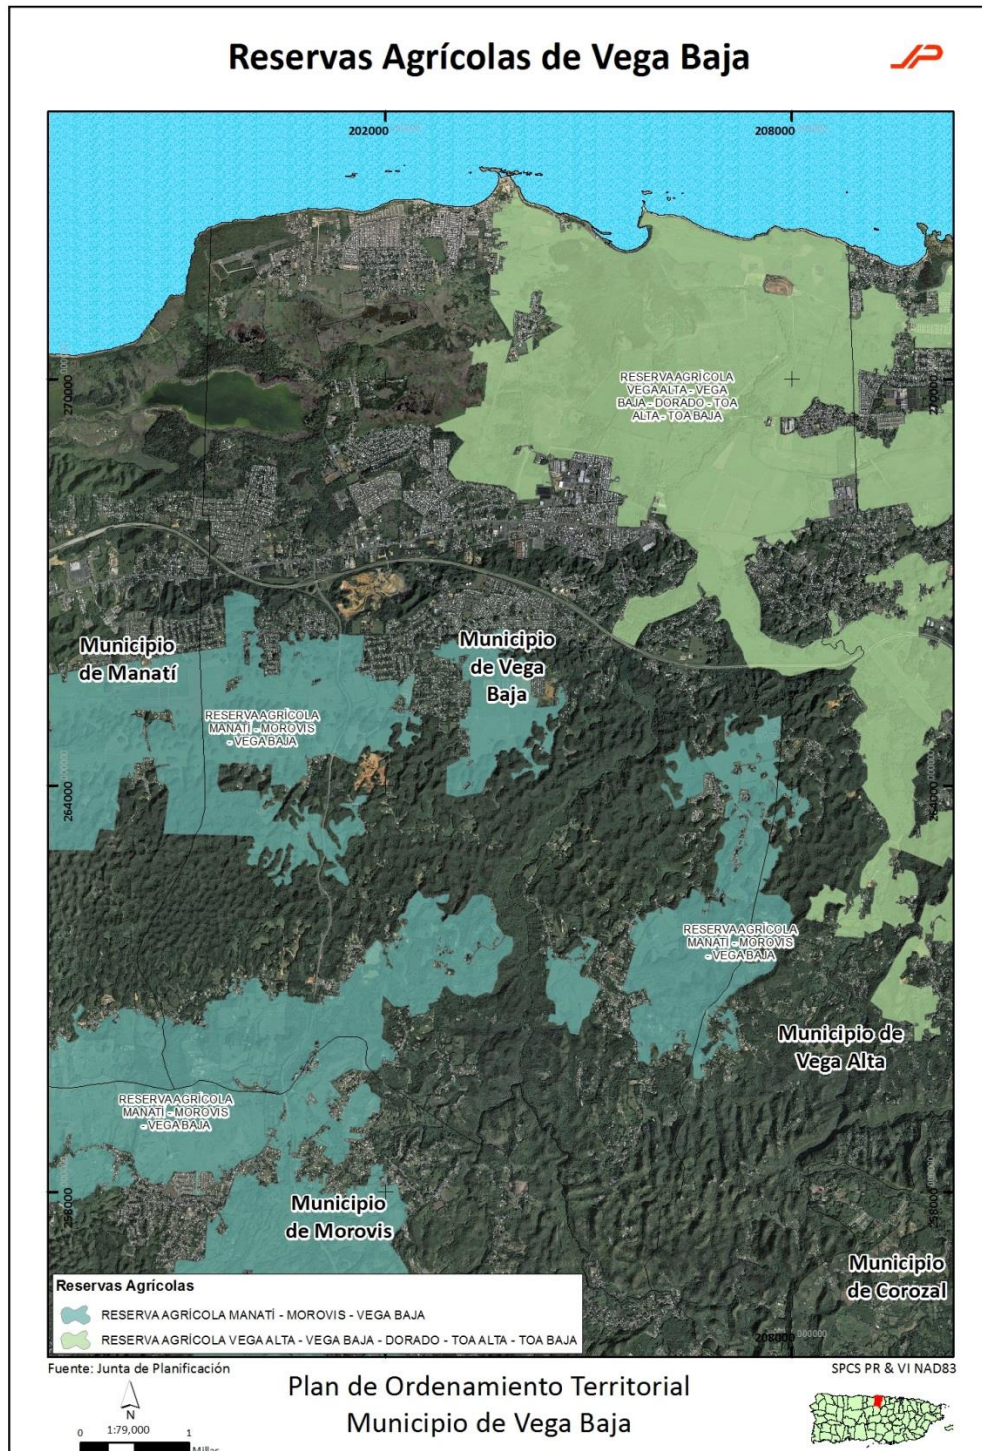 Reservas Agrícolas de Vega Baja
JP
202000
208000
270000
270000
RESERVA AGRÍCOLA
VEGA ALTA - VEGA
BAJA - DORADO - TOA
ALTA - TOA BAJA
Municipio
de Manatí
Municipio
de Vega
Baja
RESERVA AGRÍCOLA
MANATÍ - MOROVIS
- VEGA BAJA
264000
264000
RESERVA AGRÍCOLA
MANATÍ - MOROVIS
- VEGA BAJA
Municipio de
Vega Alta
RESERVA AGRÍCOLA
MANATÍ - MOROVIS
- VEGA BAJA
258000
258000
Municipio
de Morovis
Municipio
de Corozal
Reservas Agrícolas
RESERVA AGRÍCOLA MANATÍ - MOROVIS - VEGA BAJA
RESERVA AGRÍCOLA VEGA ALTA - VEGA BAJA - DORADO - TOA ALTA - TOA BAJA
208000 000000
Fuente: Junta de Planificación
SPCS PR & VI NAD83
N
1:79,000
0 1
Millas
Plan de Ordenamiento Territorial
Municipio de Vega Baja